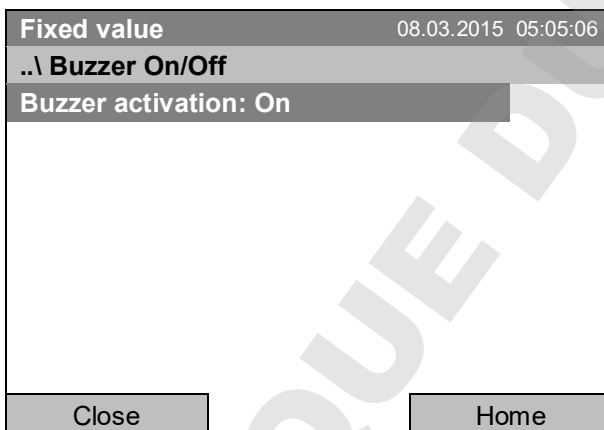 Fixed value 08.03.2015 05:05:06
..\ Buzzer On/Off
Buzzer activation: On
Close Home